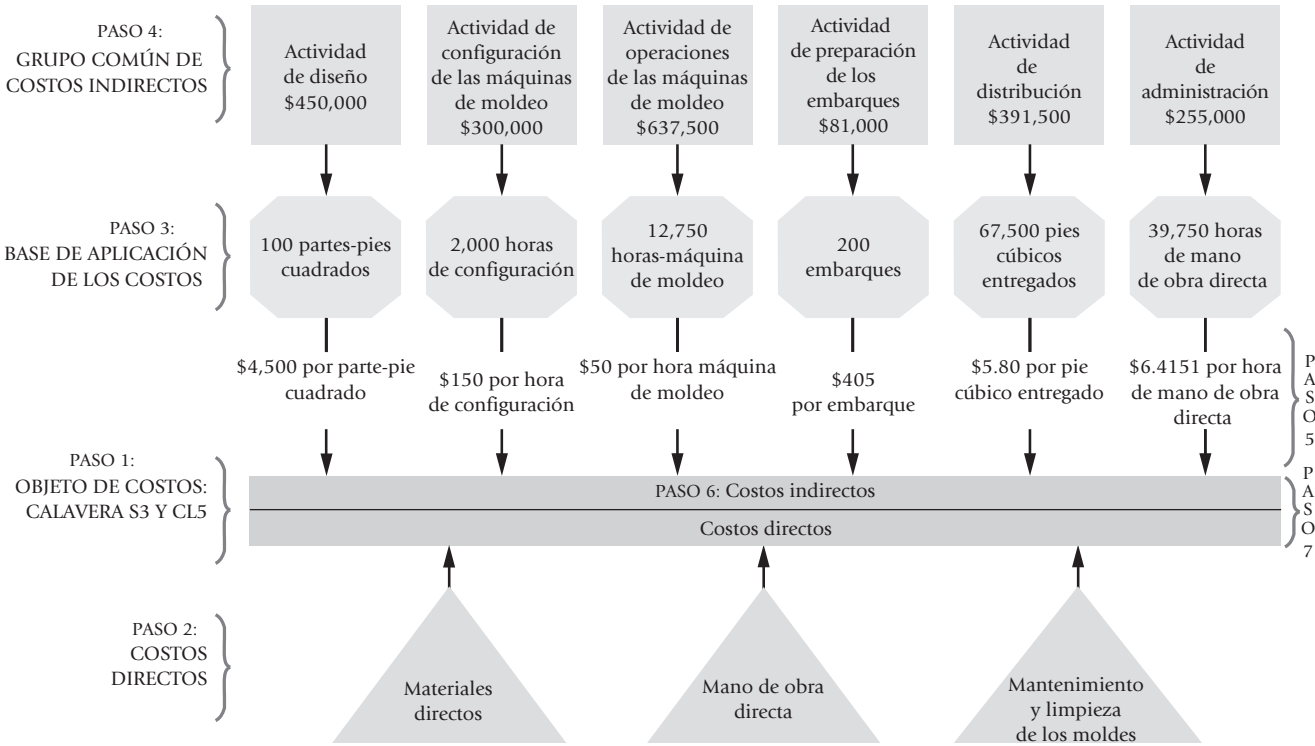 PASO 4:
GRUPO COMÚN DE
COSTOS INDIRECTOS
Actividad
de diseño
$450,000
Actividad de
configuración
de las máquinas
de moldeo
$300,000
Actividad de
operaciones
de las máquinas
de moldeo
$637,500
Actividad
de preparación
de los
embarques
$81,000
Actividad
de
distribución
$391,500
Actividad
de
administración
$255,000
PASO 3:
BASE DE APLICACIÓN
DE LOS COSTOS
100 partes-pies
cuadrados
2,000 horas
de configuración
12,750
horas-máquina
de moldeo
200
embarques
67,500 pies
cúbicos
entregados
39,750 horas
de mano
de obra directa
$4,500 por parte-pie
cuadrado
$150 por hora
de configuración
$50 por hora máquina
de moldeo
$405
por embarque
$5.80 por pie
cúbico entregado
$6.4151 por hora
de mano de obra
directa
PASO 5
PASO 1:
OBJETO DE COSTOS:
CALAVERA S3 Y CL5
PASO 6: Costos indirectos
Costos directos
PASO 7
PASO 2:
COSTOS
DIRECTOS
Materiales
directos
Mano de obra
directa
Mantenimiento
y limpieza
de los moldes